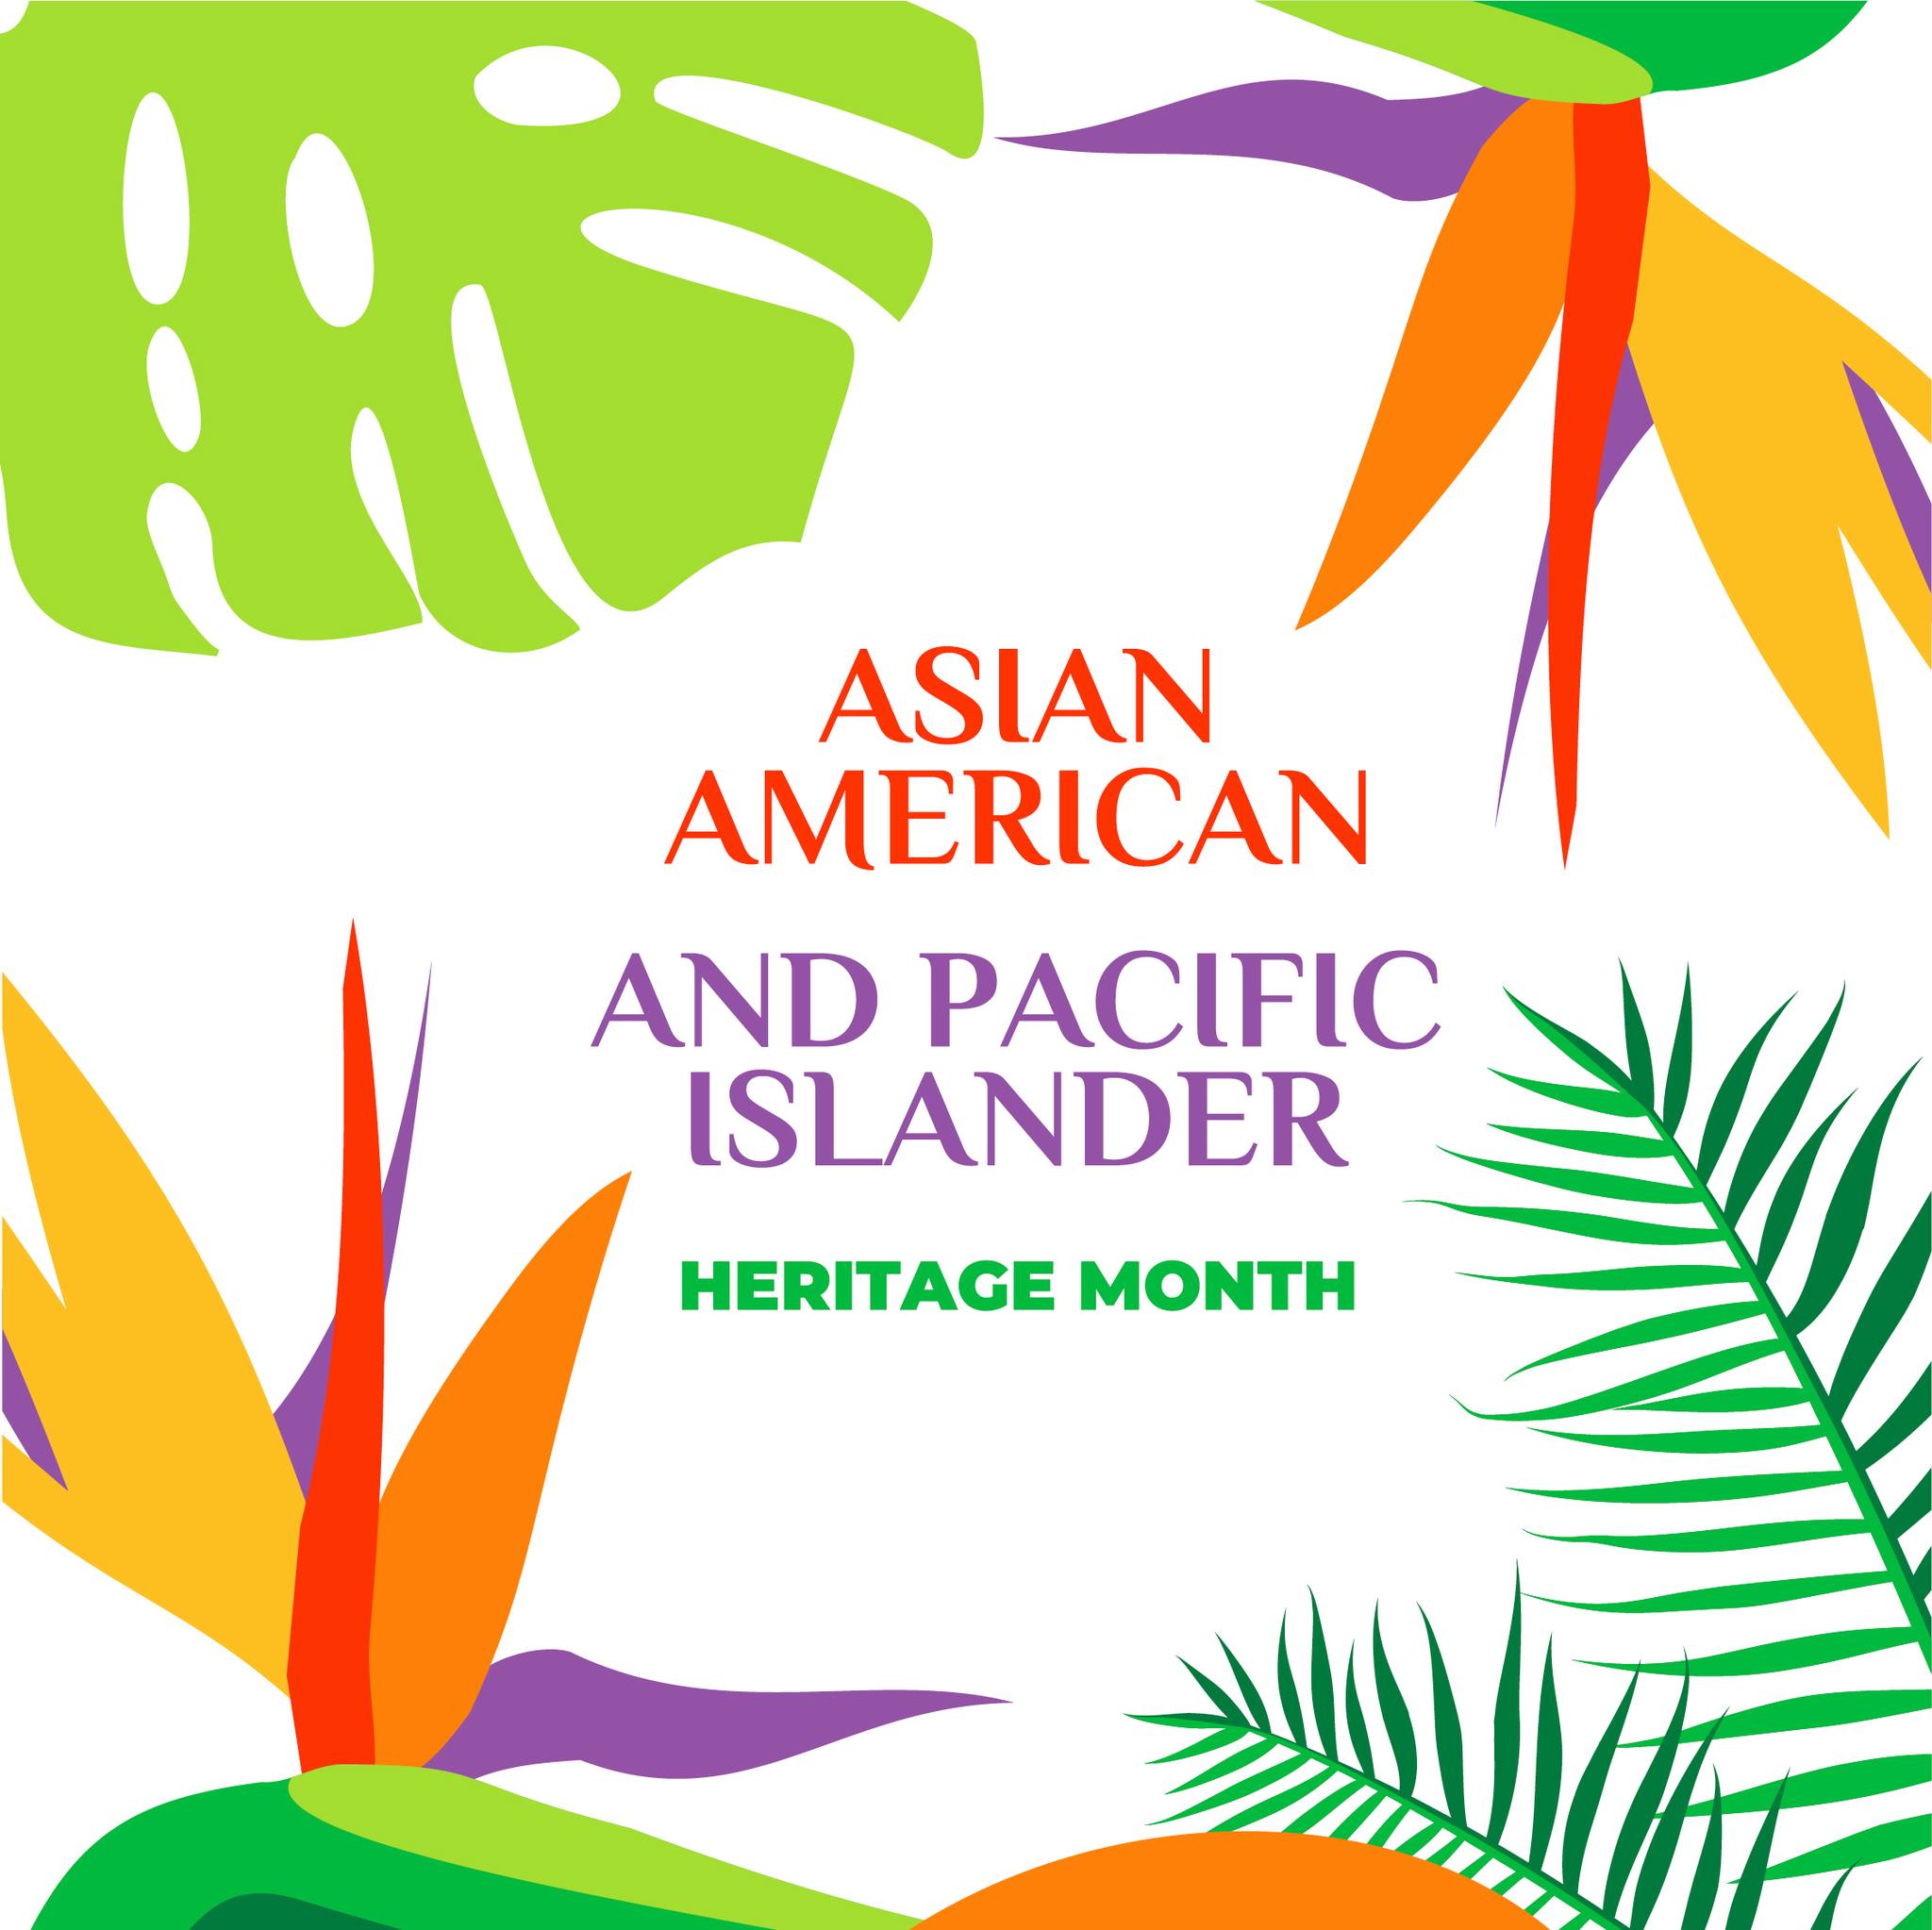 ASIAN
AMERICAN
AND PACIFIC
ISLANDER
HERITAGE MONTH